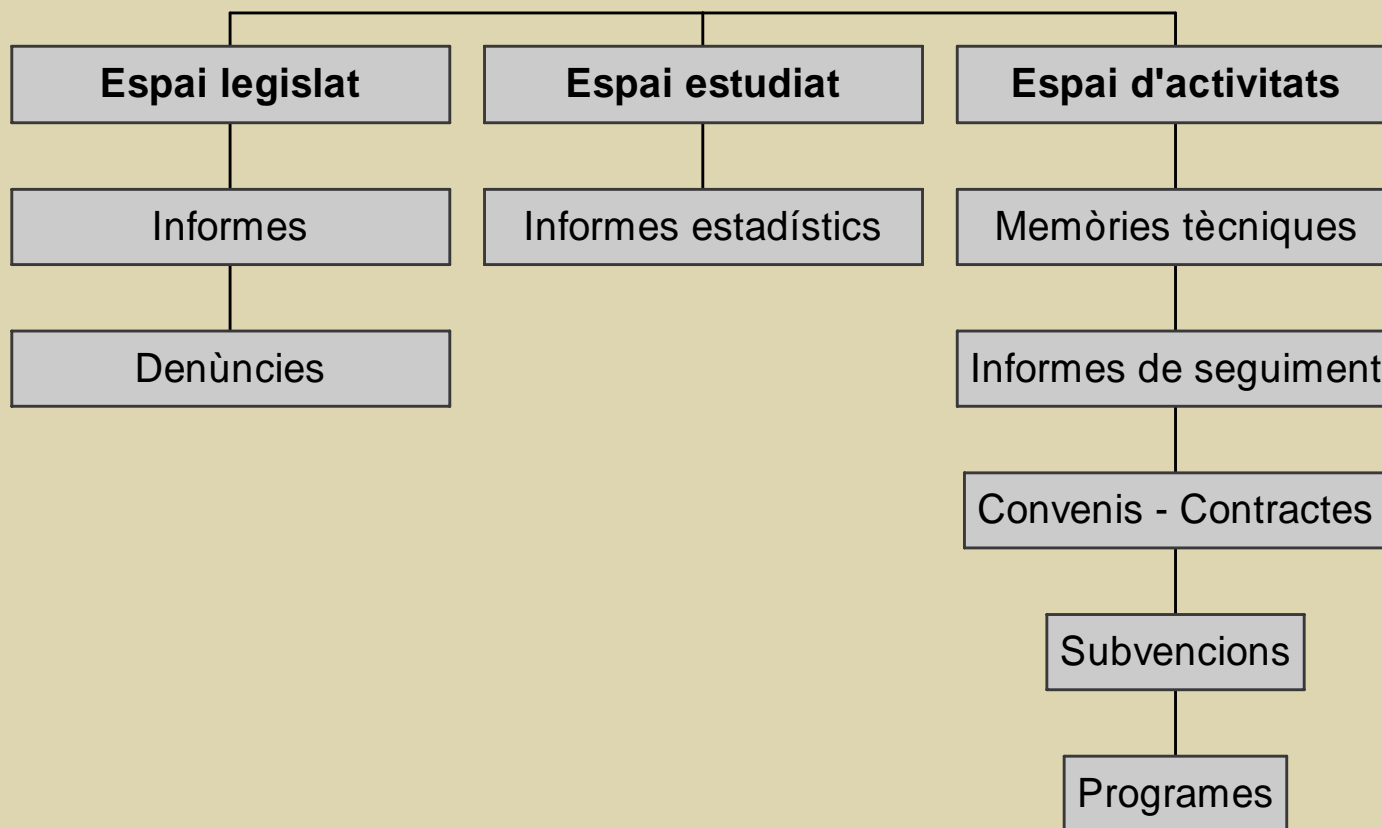 Espai legislat
Espai estudiat
Espai d'activitats
Informes
Informes estadístics
Memòries tècniques
Denùncies
Informes de seguiment
Convenis - Contractes
Subvencions
Programes